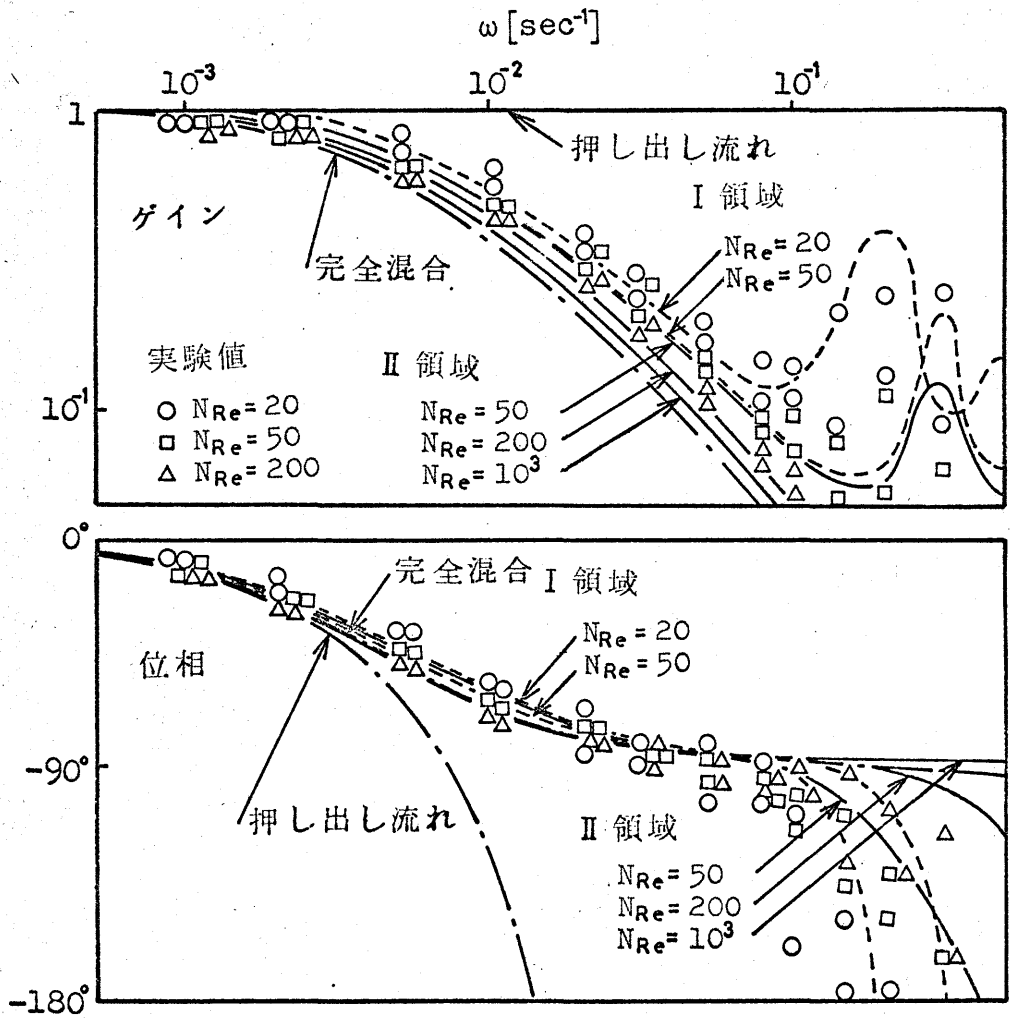 ω [sec⁻¹]
10⁻³ 10⁻² 10⁻¹
1
押し出し流れ
I 領域
ゲイン
N_Re = 20
完全混合
N_Re = 50
実験値
II 領域
10⁻¹
○ N_Re = 20
□ N_Re = 50
△ N_Re = 200
N_Re = 50
N_Re = 200
N_Re = 10³
0°
完全混合
I 領域
N_Re = 20
位相
N_Re = 50
-90°
押し出し流れ
II 領域
N_Re = 50
N_Re = 200
N_Re = 10³
-180°